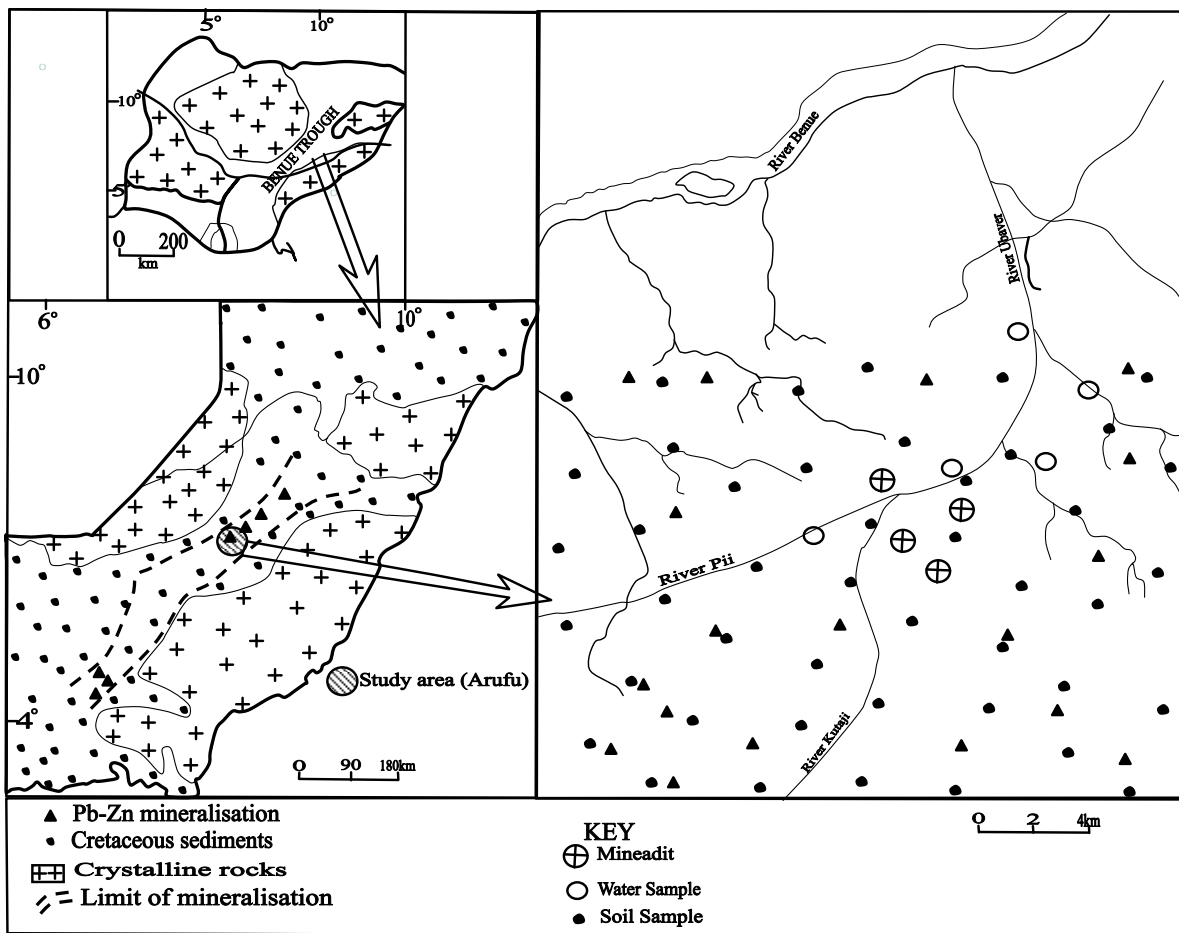 5°
10°
10°
5
BENUE TROUGH
0
200
km
6°
10°
10°
4°
Study area (Arufu)
0
90
180km
River Benue
River Ubaver
River Pii
River Kutaji
0
2
4km
Pb-Zn mineralisation
Cretaceous sediments
Crystalline rocks
Limit of mineralisation
KEY
Mineadit
Water Sample
Soil Sample